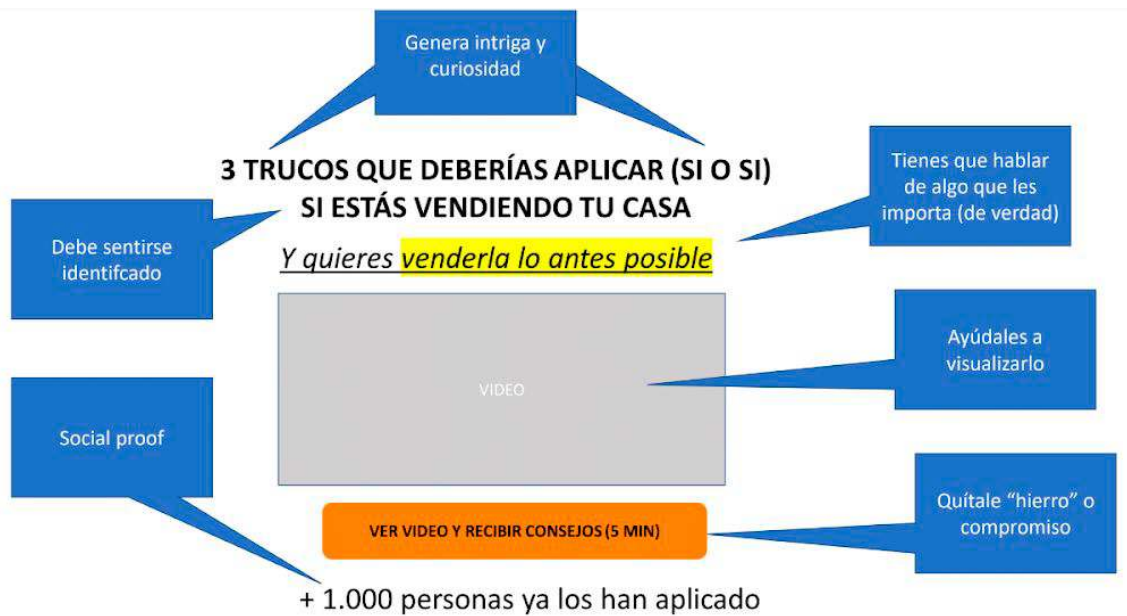 Genera intriga y
curiosidad
3 TRUCOS QUE DEBERÍAS APLICAR (SI O SI)
SI ESTÁS VENDIENDO TU CASA
Tienes que hablar
de algo que les
importa (de verdad)
Debe sentirse
identifcado
Y quieres venderla lo antes posible
VIDEO
Ayúdales a
visualizarlo
Social proof
Quítale “hierro” o
compromiso
VER VIDEO Y RECIBIR CONSEJOS (5 MIN)
+ 1.000 personas ya los han aplicado